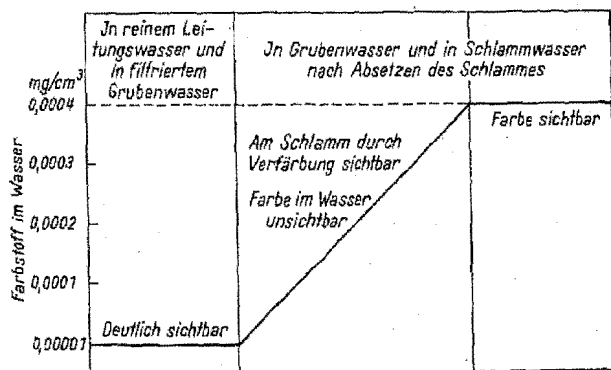 Jn reinem Lei-
tungswasser und
in filtriertem
Grubenwasser
Jn Grubenwasser und in Schlammwasser
nach Absetzen des Schlammes
mg/cm³
0,0004
0,0003
0,0002
0,0001
0,00001
Farbstoff im Wasser
Am Schlamm durch
Verfärbung sichtbar
Farbe im Wasser
unsichtbar
Farbe sichtbar
Deutlich sichtbar